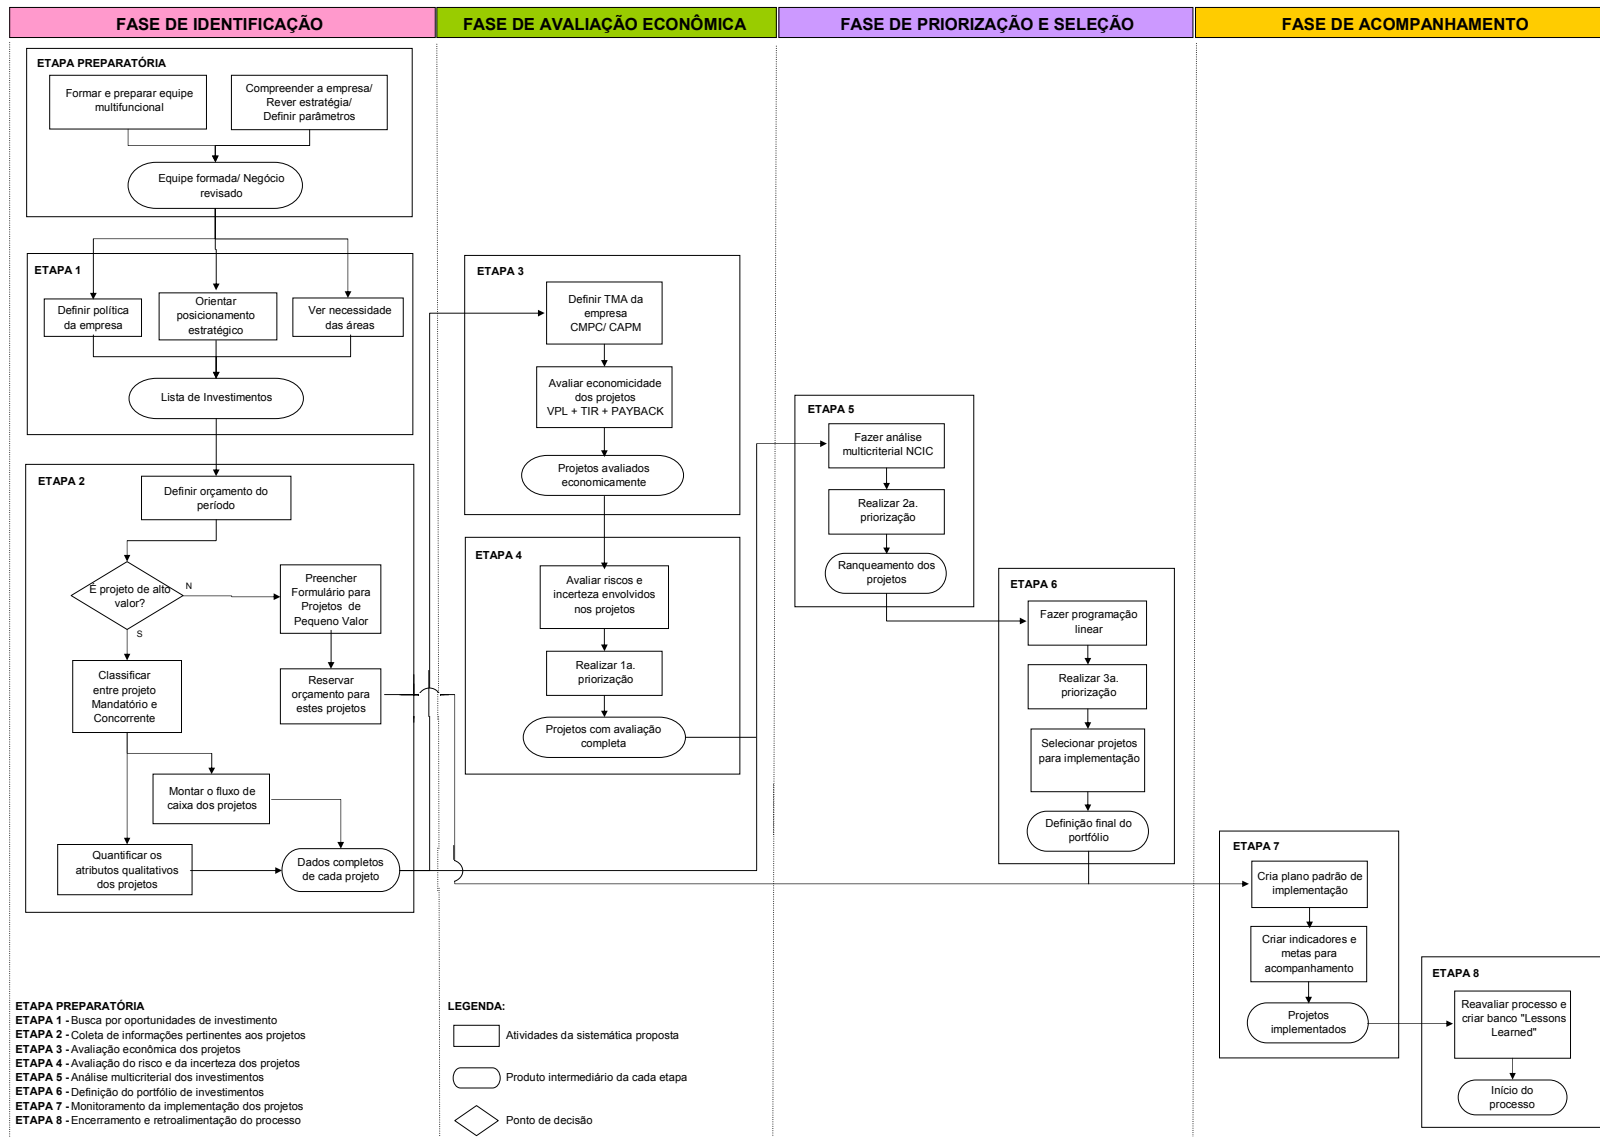 FASE DE IDENTIFICAÇÃO
FASE DE AVALIAÇÃO ECONÔMICA
FASE DE PRIORIZAÇÃO E SELEÇÃO
FASE DE ACOMPANHAMENTO
ETAPA PREPARATÓRIA
Formar e preparar equipe
multifuncional
Compreender a empresa/
Rever estratégia/
Definir parâmetros
Equipe formada/ Negócio
revisado
ETAPA 1
Definir política
da empresa
Orientar
posicionamento
estratégico
Ver necessidade
das áreas
Lista de Investimentos
ETAPA 2
Definir orçamento do
período
É projeto de alto
valor?
N
S
Preencher
Formulário para
Projetos de
Pequeno Valor
Reservar
orçamento para
estes projetos
Classificar
entre projeto
Mandatório e
Concorrente
Montar o fluxo de
caixa dos projetos
Quantificar os
atributos qualitativos
dos projetos
Dados completos
de cada projeto
ETAPA 3
Definir TMA da
empresa
CMPC/ CAPM
Avaliar economicidade
dos projetos
VPL + TIR + PAYBACK
Projetos avaliados
economicamente
ETAPA 4
Avaliar riscos e
incerteza envolvidos
nos projetos
Realizar 1a.
priorização
Projetos com avaliação
completa
ETAPA 5
Fazer análise
multicriterial NCIC
Realizar 2a.
priorização
Ranqueamento dos
projetos
ETAPA 6
Fazer programação
linear
Realizar 3a.
priorização
Selecionar projetos
para implementação
Definição final do
portfólio
ETAPA 7
Cria plano padrão de
implementação
Criar indicadores e
metas para
acompanhamento
Projetos
implementados
ETAPA 8
Reavaliar processo e
criar banco "Lessons
Learned"
Início do
processo
ETAPA PREPARATÓRIA
ETAPA 1 - Busca por oportunidades de investimento
ETAPA 2 - Coleta de informações pertinentes aos projetos
ETAPA 3 - Avaliação econômica dos projetos
ETAPA 4 - Avaliação do risco e da incerteza dos projetos
ETAPA 5 - Análise multicriterial dos investimentos
ETAPA 6 - Definição do portfólio de investimentos
ETAPA 7 - Monitoramento da implementação dos projetos
ETAPA 8 - Encerramento e retroalimentação do processo
LEGENDA:
Atividades da sistemática proposta
Produto intermediário da cada etapa
Ponto de decisão